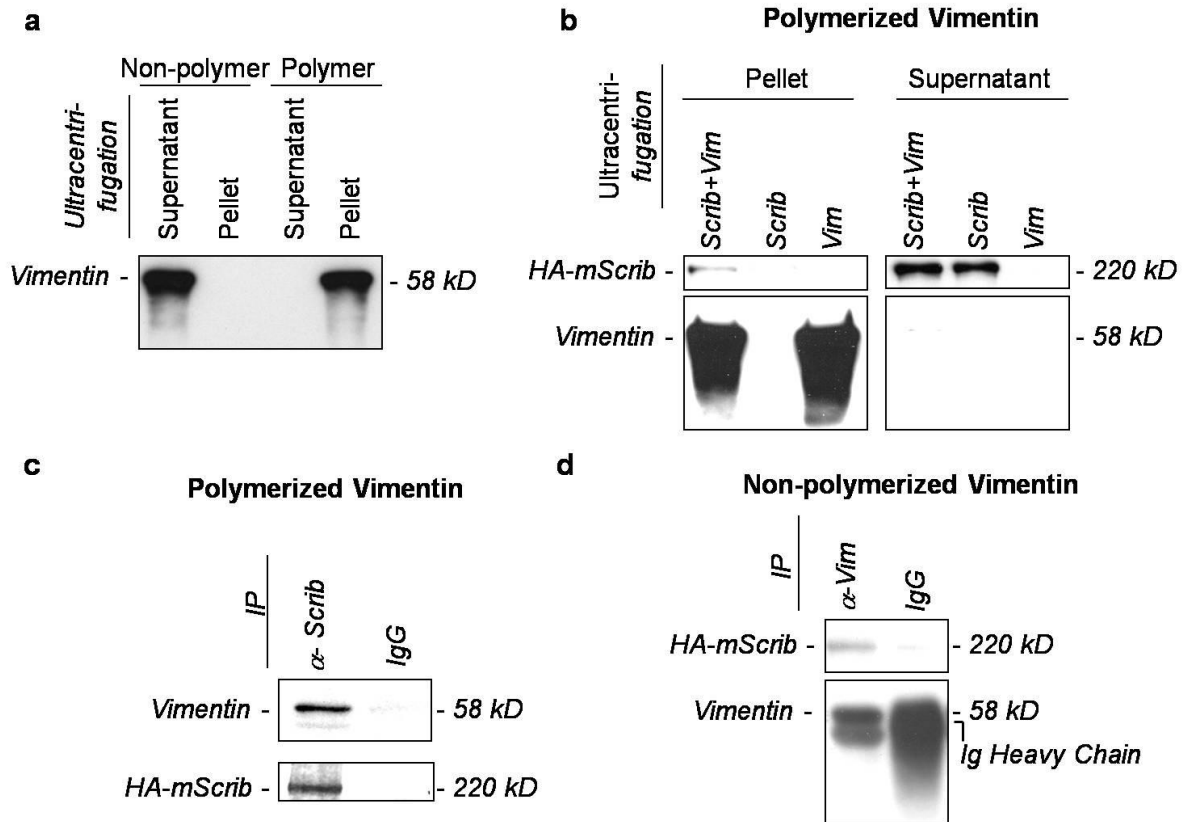 a
Non-polymer Polymer
Ultracentri-
fugation
Supernatant
Pellet
Supernatant
Pellet
Vimentin - - 58 kD
b
Polymerized Vimentin
Pellet Supernatant
Ultracentri-
fugation
Scrib+Vim
Scrib
Vim
Scrib+Vim
Scrib
Vim
HA-mScrib - - 220 kD
Vimentin - - 58 kD
c
Polymerized Vimentin
IP
α- Scrib
IgG
Vimentin - - 58 kD
HA-mScrib - - 220 kD
d
Non-polymerized Vimentin
IP
α-Vim
IgG
HA-mScrib - - 220 kD
Vimentin - - 58 kD
Ig Heavy Chain